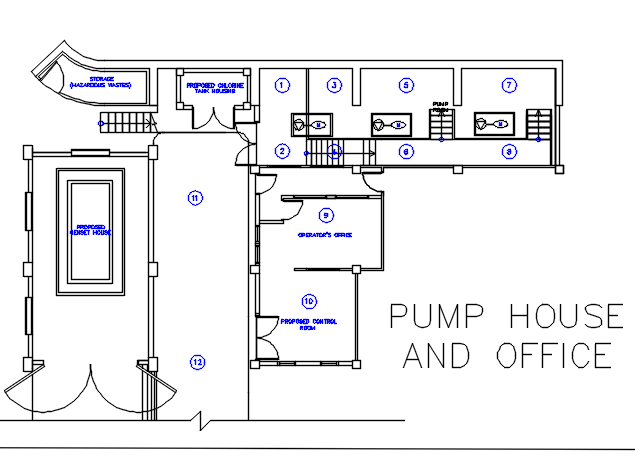 STORAGE
(HAZARDOUS WASTES)
PROPOSED CHLORINE
TANK HOUSING
1
3
5
7
PUMP
ROOM
M
M
M
2
4
6
8
11
9
OPERATOR'S OFFICE
PROPOSED
GENSET HOUSE
10
PROPOSED CONTROL
ROOM
12
PUMP HOUSE
AND OFFICE